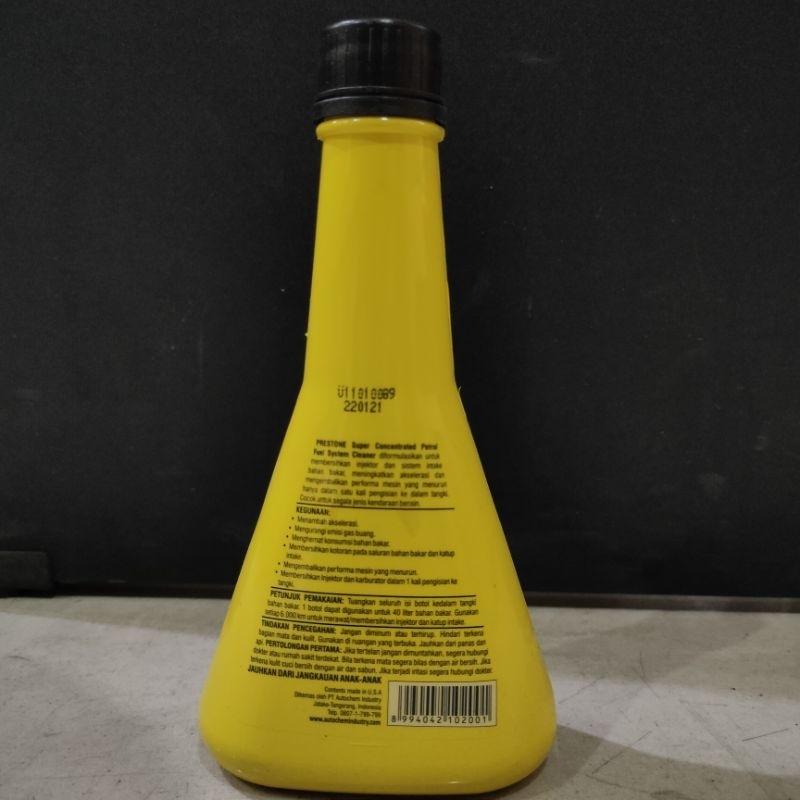 U11010089
220121
PRESTONE Super Concentrated Petrol
Fuel System Cleaner diformulasikan untuk
membersihkan injektor dan sistem intake
bahan bakar, meningkatkan akselerasi dan
mengembalikan performa mesin yang menurun
hanya dalam satu kali pengisian ke dalam tangki.
Cocok untuk segala jenis kendaraan bensin.
KEGUNAAN:
• Menambah akselerasi.
• Mengurangi emisi gas buang.
• Menghemat konsumsi bahan bakar.
• Membersihkan kotoran pada saluran bahan bakar dan katup
intake.
• Mengembalikan performa mesin yang menurun.
• Membersihkan Injektor dan karburator dalam 1 kali pengisian ke
tangki.
PETUNJUK PEMAKAIAN: Tuangkan seluruh isi botol kedalam tangki
bahan bakar. 1 botol dapat digunakan untuk 40 liter bahan bakar. Gunakan
setiap 6.000 km untuk merawat/membersihkan injektor dan katup intake.
TINDAKAN PENCEGAHAN: Jangan diminum atau terhirup. Hindari terkena
bagian mata dan kulit. Gunakan di ruangan yang terbuka. Jauhkan dari panas dan
api. PERTOLONGAN PERTAMA: Jika tertelan jangan dimuntahkan, segera hubungi
dokter atau rumah sakit terdekat. Bila terkena mata segera bilas dengan air bersih. Jika
terkena kulit cuci bersih dengan air dan sabun. Jika terjadi iritasi segera hubungi dokter.
JAUHKAN DARI JANGKAUAN ANAK-ANAK
Contents made in U.S.A
Dikemas oleh PT Autochem Industry
Jatake-Tangerang, Indonesia
Telp. 0807-1-799-799
www.autochemindustry.com
8 994042 102001